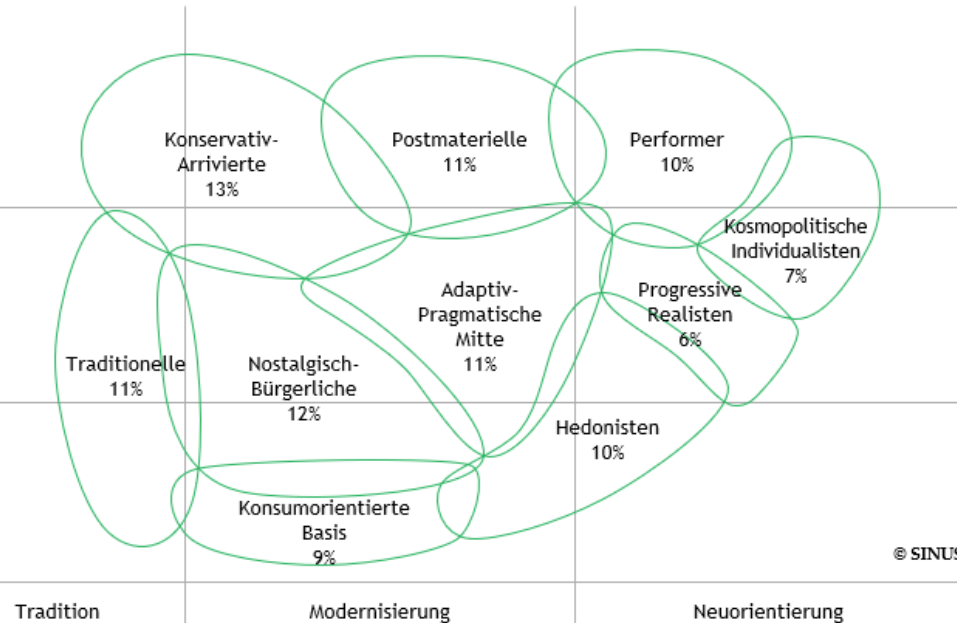 Konservativ-
Arrivierte
13%
Postmaterielle
11%
Performer
10%
Kosmopolitische
Individualisten
7%
Adaptiv-
Pragmatische
Mitte
11%
Progressive
Realisten
6%
Traditionelle
11%
Nostalgisch-
Bürgerliche
12%
Hedonisten
10%
Konsumorientierte
Basis
9%
© SINUS
Tradition
Modernisierung
Neuorientierung